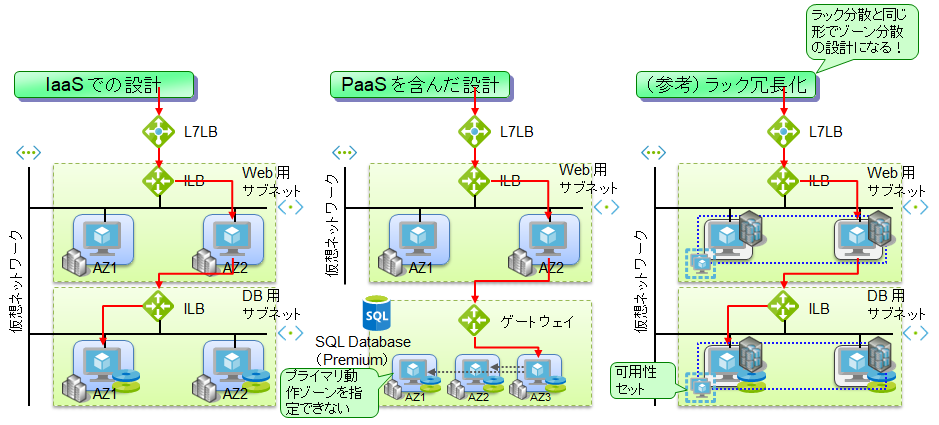 ラック分散と同じ
形でゾーン分散
の設計になる！
IaaS での設計
L7LB
ILB
Web 用
サブネット
仮想ネットワーク
AZ1
AZ2
ILB
DB 用
サブネット
AZ1
AZ2
PaaS を含んだ設計
L7LB
ILB
Web 用
サブネット
仮想ネットワーク
AZ1
AZ2
SQL
SQL Database
（Premium）
ゲートウェイ
プライマリ動
作ゾーンを指
定できない
AZ1
AZ2
AZ3
（参考）ラック冗長化
L7LB
ILB
Web 用
サブネット
仮想ネットワーク
ILB
DB 用
サブネット
可用性
セット